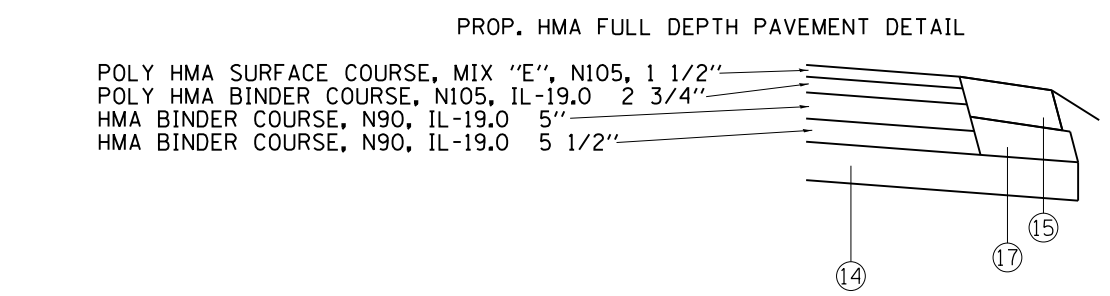 PROP. HMA FULL DEPTH PAVEMENT DETAIL
POLY HMA SURFACE COURSE, MIX "E", N105, 1 1/2"
POLY HMA BINDER COURSE, N105, IL-19.0 2 3/4"
HMA BINDER COURSE, N90, IL-19.0 5"
HMA BINDER COURSE, N90, IL-19.0 5 1/2"
15
17
14